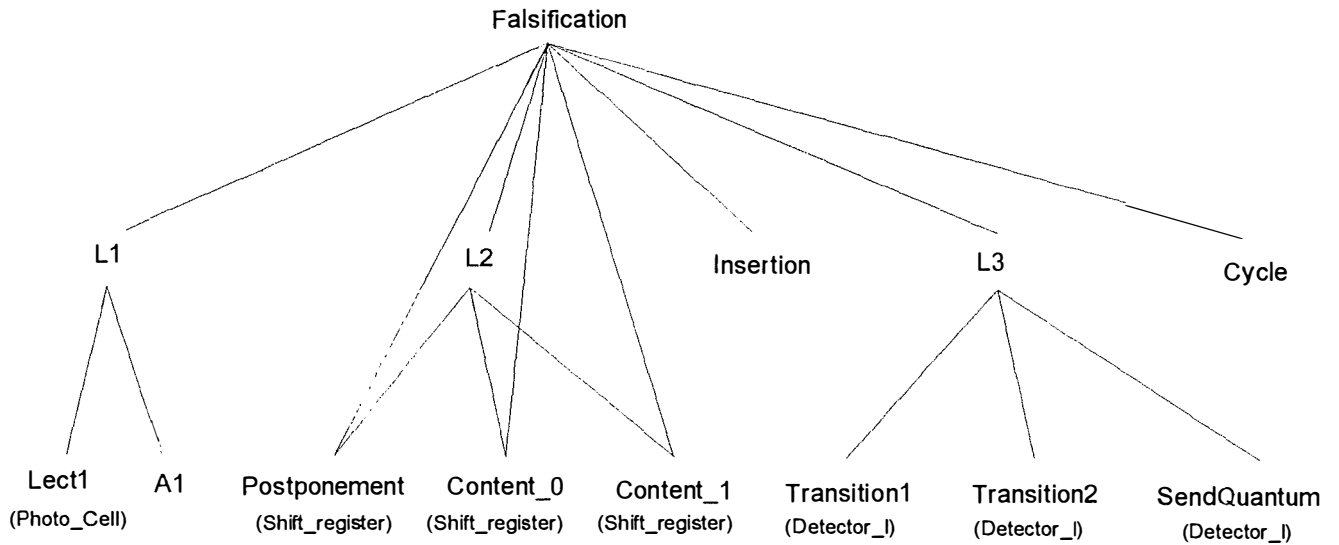 Falsification
L1
L2
Insertion
L3
Cycle
Lect1
(Photo_Cell)
A1
Postponement
(Shift_register)
Content_0
(Shift_register)
Content_1
(Shift_register)
Transition1
(Detector_I)
Transition2
(Detector_I)
SendQuantum
(Detector_I)